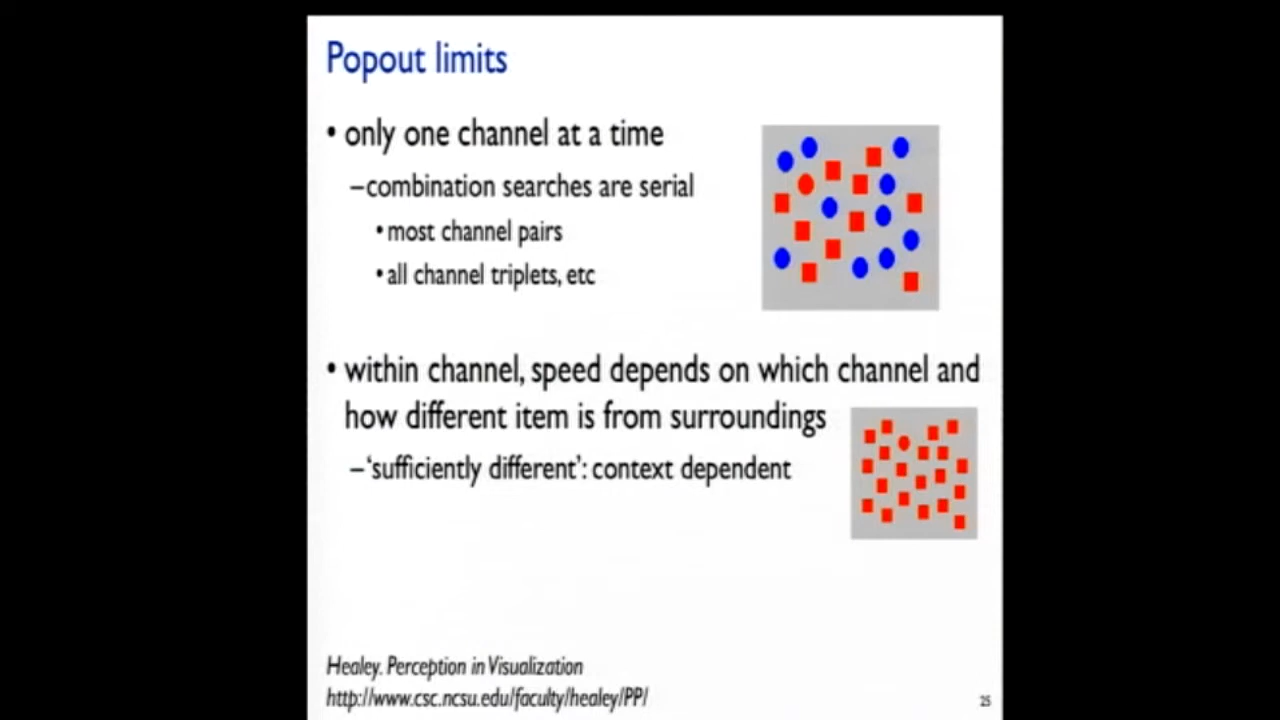 Popout limits
• only one channel at a time
–combination searches are serial
• most channel pairs
• all channel triplets, etc
• within channel, speed depends on which channel and
how different item is from surroundings
–‘sufficiently different’: context dependent
Healey. Perception in Visualization
http://www.csc.ncsu.edu/faculty/healey/PP/
25